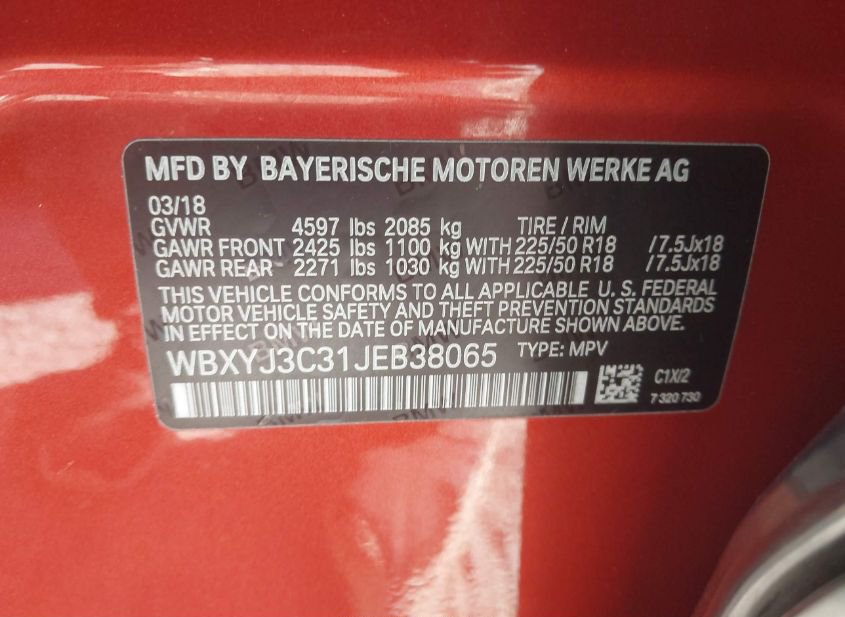 MFD BY BAYERISCHE MOTOREN WERKE AG
03/18
GVWR 4597 lbs 2085 kg TIRE / RIM
GAWR FRONT 2425 lbs 1100 kg WITH 225/50 R18 /7.5Jx18
GAWR REAR 2271 lbs 1030 kg WITH 225/50 R18 /7.5Jx18
THIS VEHICLE CONFORMS TO ALL APPLICABLE U. S. FEDERAL
MOTOR VEHICLE SAFETY AND THEFT PREVENTION STANDARDS
IN EFFECT ON THE DATE OF MANUFACTURE SHOWN ABOVE.
WBXYJ3C31JEB38065 TYPE: MPV
C1X/2
7 320 730